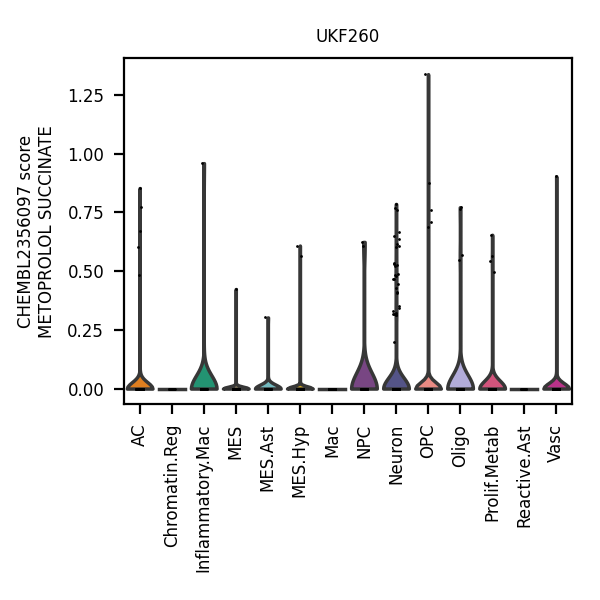 UKF260
CHEMBL2356097 score
METOPROLOL SUCCINATE
1.25
1.00
0.75
0.50
0.25
0.00
AC
Chromatin.Reg
Inflammatory.Mac
MES
MES.Ast
MES.Hyp
Mac
NPC
Neuron
OPC
Oligo
Prolif.Metab
Reactive.Ast
Vasc